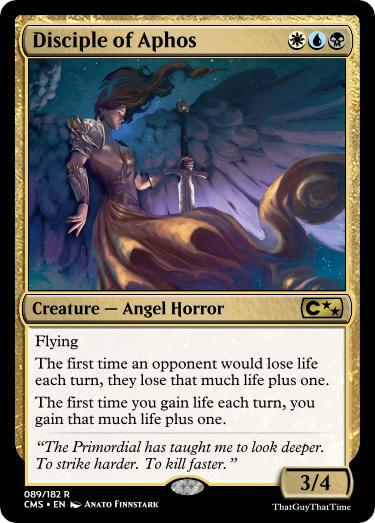 Disciple of Aphos
Creature — Angel Horror
C
Flying
The first time an opponent would lose life
each turn, they lose that much life plus one.
The first time you gain life each turn, you
gain that much life plus one.
“The Primordial has taught me to look deeper.
To strike harder. To kill faster.”
3/4
089/182 R
CMS • EN Anato Finnstark
ThatGuyThatTime